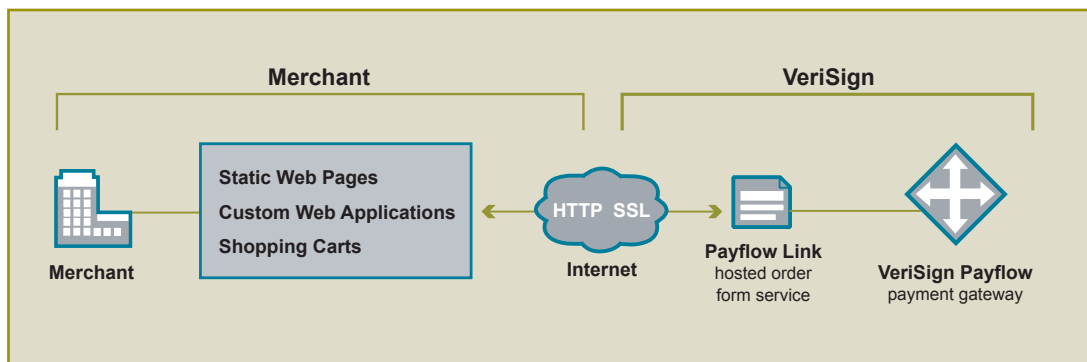 Merchant
VeriSign
Merchant
Static Web Pages
Custom Web Applications
Shopping Carts
HTTP SSL
Internet
Payflow Link
hosted order
form service
VeriSign Payflow
payment gateway